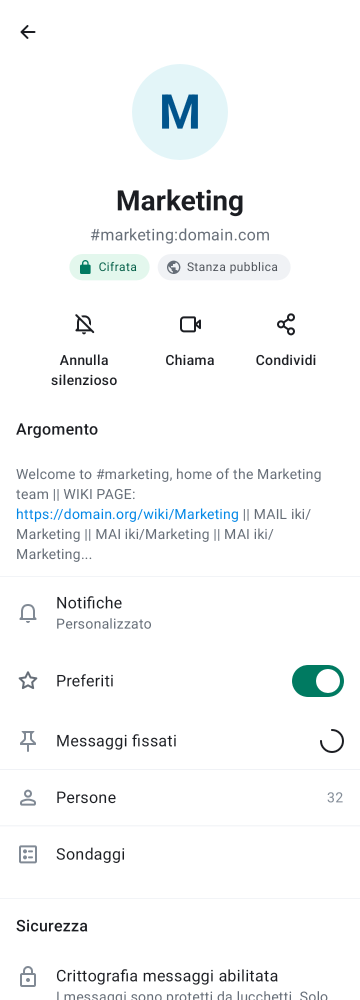 M
Marketing
#marketing:domain.com
Cifrata
Stanza pubblica
Annulla
silenzioso
Chiama
Condividi
Argomento
Welcome to #marketing, home of the Marketing
team || WIKI PAGE:
https://domain.org/wiki/Marketing || MAIL iki/
Marketing || MAI iki/Marketing || MAI iki/
Marketing...
Notifiche
Personalizzato
Preferiti
Messaggi fissati
Persone
32
Sondaggi
Sicurezza
Crittografia messaggi abilitata
I messaggi sono protetti da lucchetti. Solo